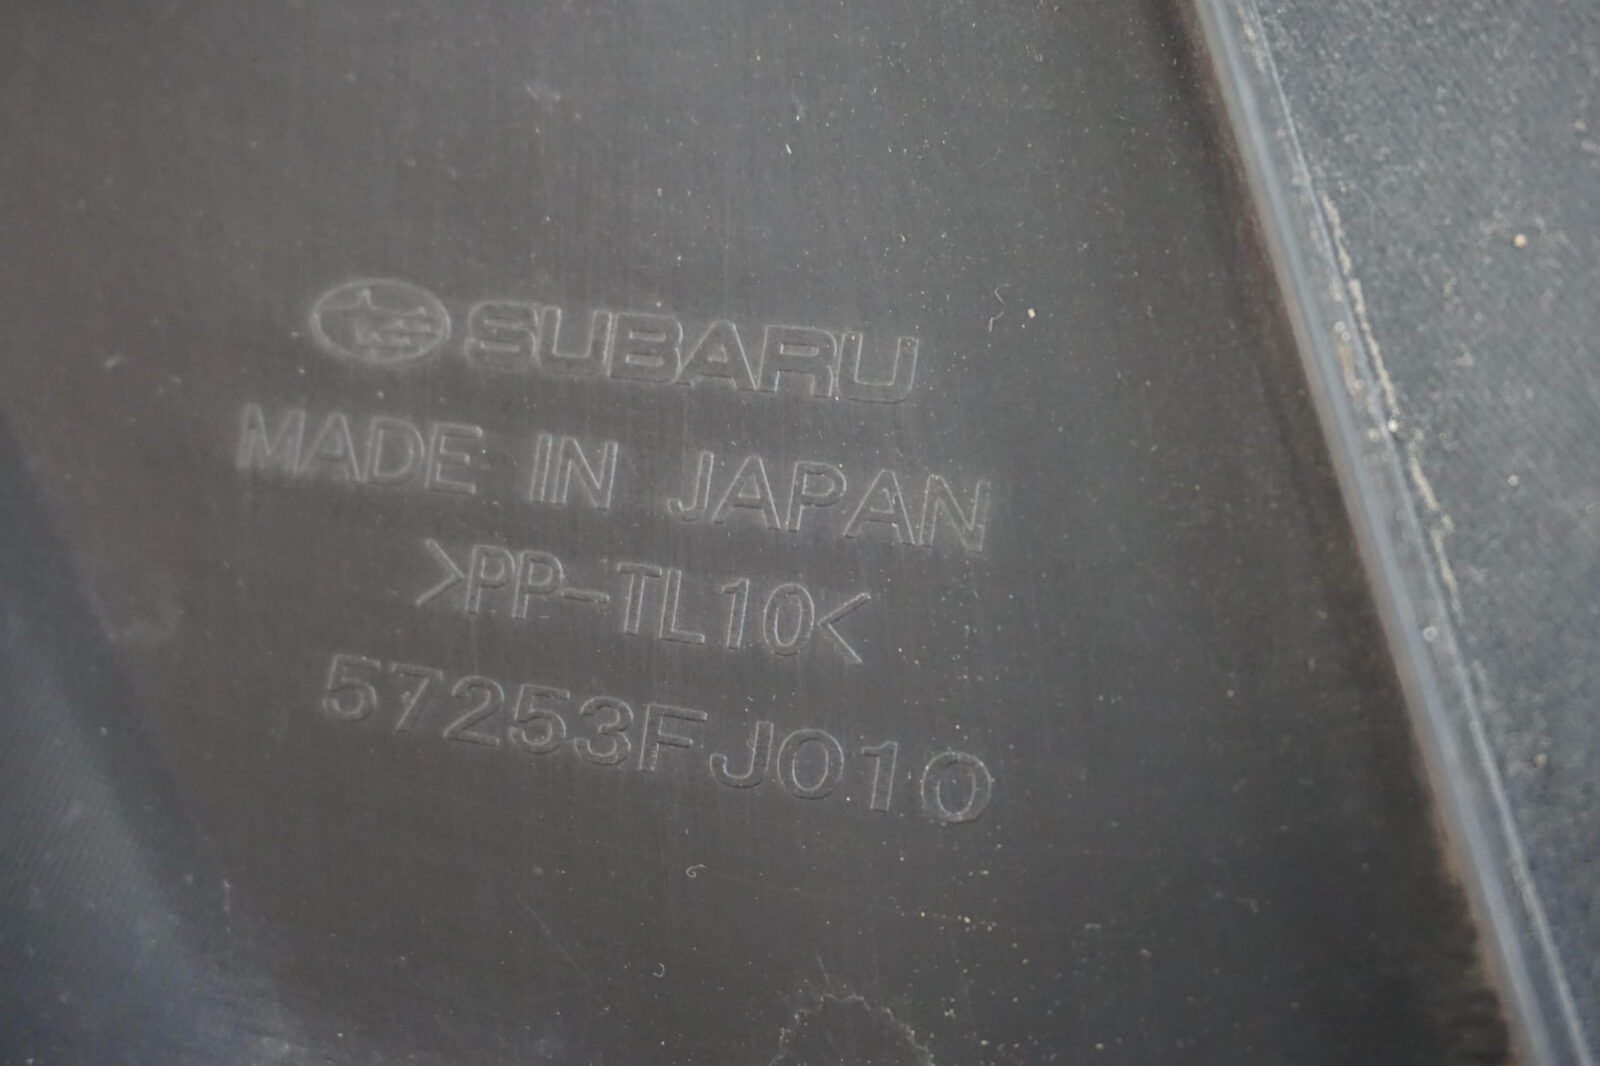 SUBARU
MADE IN JAPAN
>PP-TL10<
57253FJ010